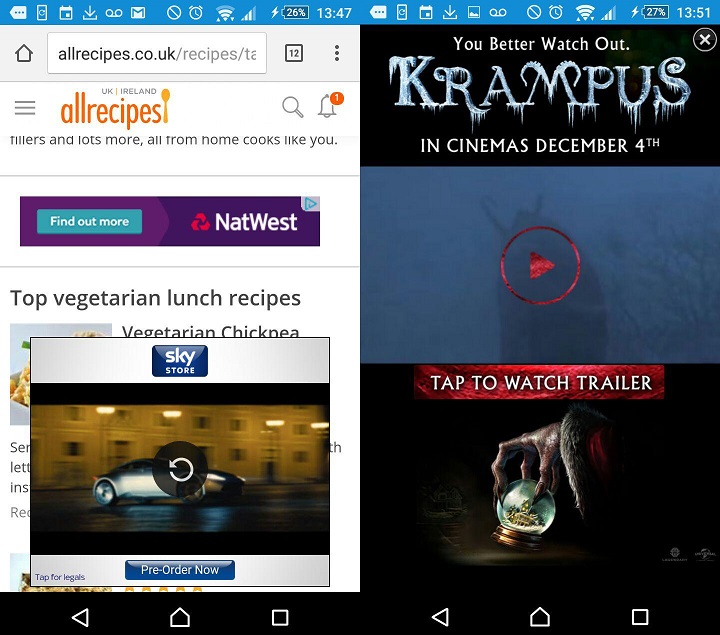 26% 13:47
allrecipes.co.uk/recipes/ta
12
UK | IRELAND
allrecipes
1
fillers and lots more, all from home cooks like you.
Find out more
NatWest
Top vegetarian lunch recipes
Vegetarian Chickpea
sky
STORE
Ser
th
lett
inst
Rec
Pre-Order Now
Tap for legals
27% 13:51
You Better Watch Out.
KRAMPUS
IN CINEMAS DECEMBER 4TH
TAP TO WATCH TRAILER
LEGENDARY
UNIVERSAL